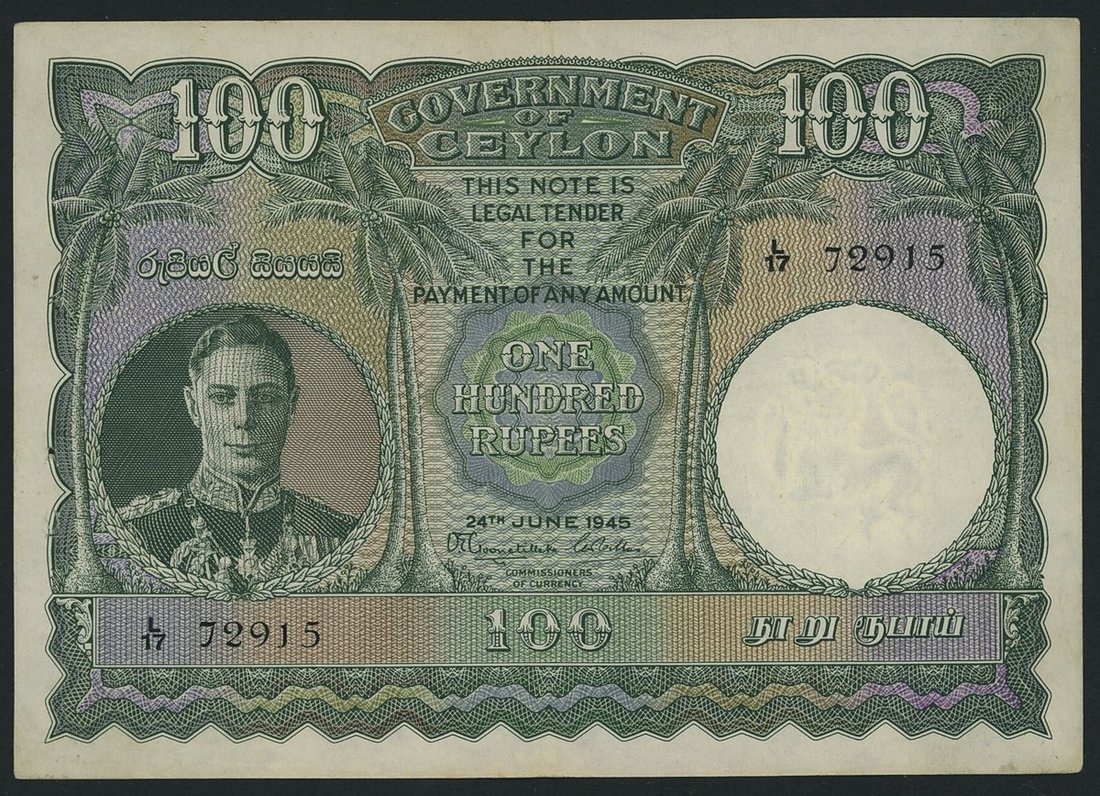 100
GOVERNMENT
OF
CEYLON
100
THIS NOTE IS
LEGAL TENDER
FOR
THE
PAYMENT OF ANY AMOUNT.
රුපියල් සියයයි
L/17 72915
ONE
HUNDRED
RUPEES
24TH JUNE 1945
COMMISSIONERS
OF CURRENCY
L/17 72915
100
நூறு ரூபாய்